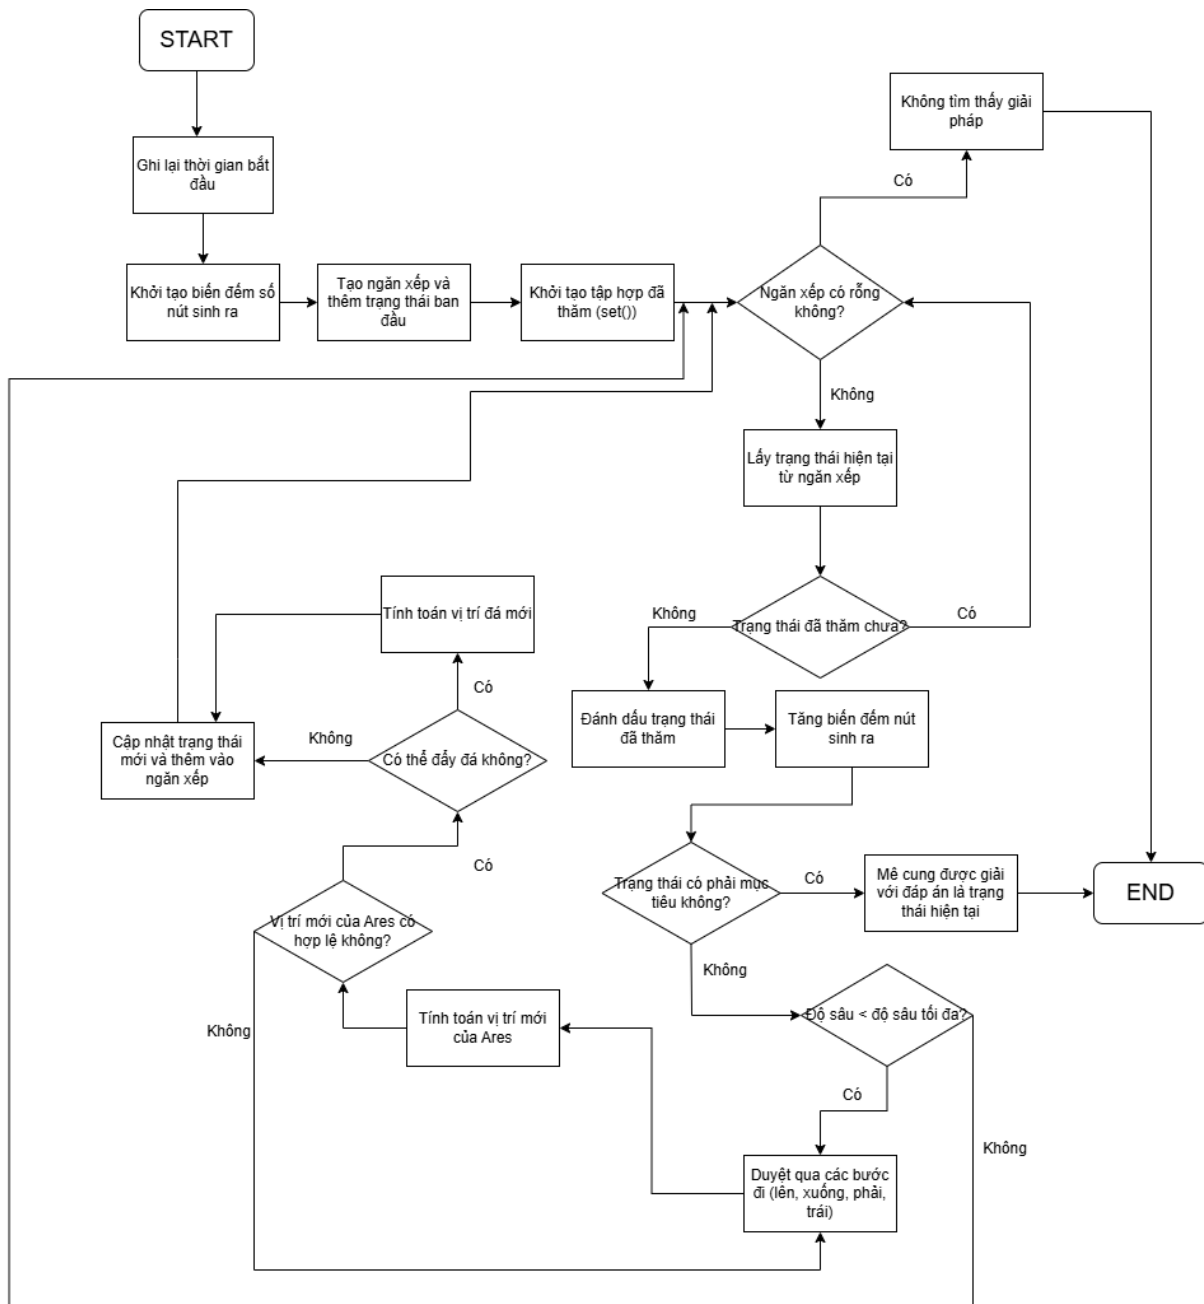 START
Không tìm thấy giải
pháp
Ghi lại thời gian bắt
đầu
Có
Khởi tạo biến đếm số
nút sinh ra
Tạo ngăn xếp và
thêm trạng thái ban
đầu
Khởi tạo tập hợp đã
thăm (set())
Ngăn xếp có rỗng
không?
Không
Lấy trạng thái hiện tại
từ ngăn xếp
Tính toán vị trí đá mới
Không
Trạng thái đã thăm chưa?
Có
Có
Đánh dấu trạng thái
đã thăm
Tăng biến đếm nút
sinh ra
Cập nhật trạng thái
mới và thêm vào
ngăn xếp
Không
Có thể đẩy đá không?
Có
Trạng thái có phải mục
tiêu không?
Có
Mê cung được giải
với đáp án là trạng
thái hiện tại
END
Vị trí mới của Ares có
hợp lệ không?
Không
Không
Tính toán vị trí mới
của Ares
Độ sâu < độ sâu tối đa?
Có
Không
Duyệt qua các bước
đi (lên, xuống, phải,
trái)